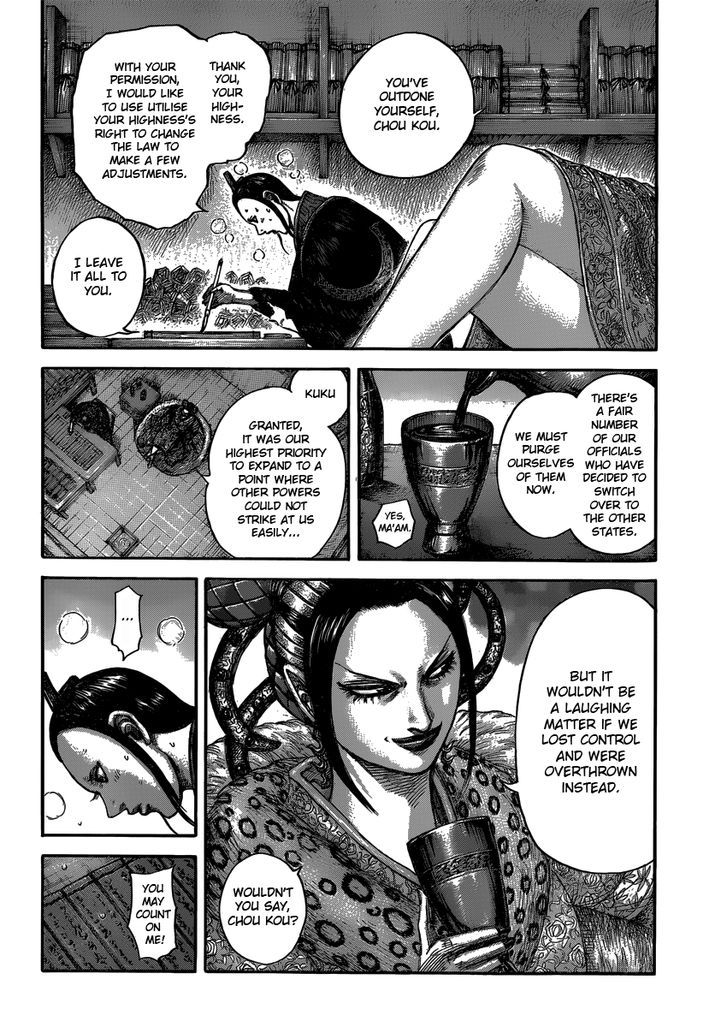 YOU'VE
OUTDONE
YOURSELF,
CHOU KOU.
THANK
YOU,
YOUR
HIGH-
NESS.
WITH YOUR
PERMISSION,
I WOULD LIKE
TO USE UTILISE
YOUR HIGHNESS'S
RIGHT TO CHANGE
THE LAW TO
MAKE A FEW
ADJUSTMENTS.
I LEAVE
IT ALL TO
YOU.
THERE'S
A FAIR
NUMBER
OF OUR
OFFICIALS
WHO HAVE
DECIDED TO
SWITCH
OVER TO
THE OTHER
STATES.
WE MUST
PURGE
OURSELVES
OF THEM
NOW.
YES,
MA'AM.
KUKU
GRANTED,
IT WAS OUR
HIGHEST PRIORITY
TO EXPAND TO A
POINT WHERE
OTHER POWERS
COULD NOT
STRIKE AT US
EASILY...
BUT IT
WOULDN'T BE
A LAUGHING
MATTER IF WE
LOST CONTROL
AND WERE
OVERTHROWN
INSTEAD.
WOULDN'T
YOU SAY,
CHOU KOU?
...
YOU
MAY
COUNT
ON
ME!